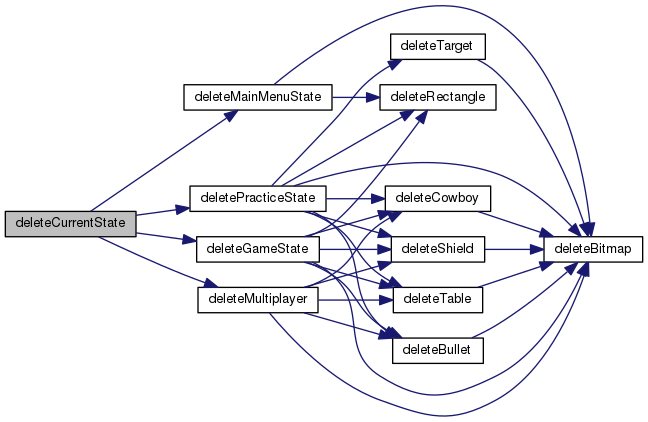 deleteTarget
deleteMainMenuState
deleteRectangle
deletePracticeState
deleteCowboy
deleteCurrentState
deleteGameState
deleteShield
deleteBitmap
deleteMultiplayer
deleteTable
deleteBullet